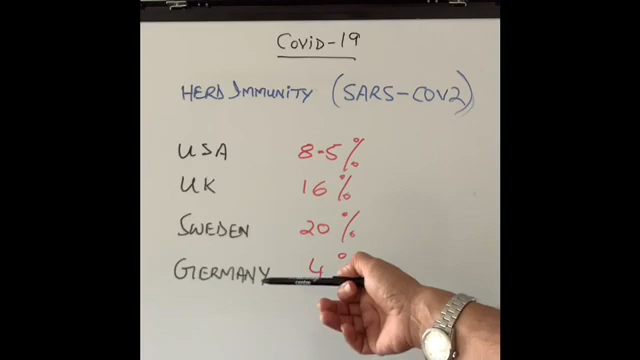 COVID-19
HERD IMMUNITY (SARS-COV2)
USA 8-5%
UK 16%
SWEDEN 20%
GERMANY 4%